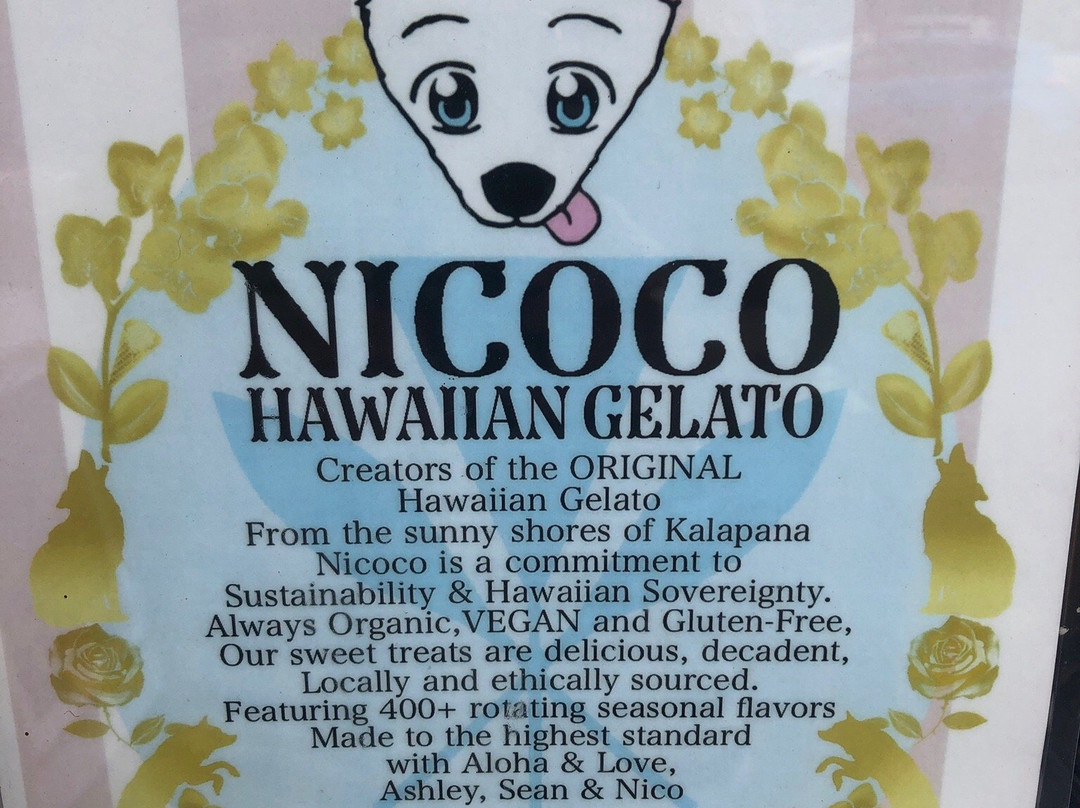 NICOCO
HAWAIIAN GELATO
Creators of the ORIGINAL
Hawaiian Gelato
From the sunny shores of Kalapana
Nicoco is a commitment to
Sustainability & Hawaiian Sovereignty.
Always Organic,VEGAN and Gluten-Free,
Our sweet treats are delicious, decadent,
Locally and ethically sourced.
Featuring 400+ rotating seasonal flavors
Made to the highest standard
with Aloha & Love,
Ashley, Sean & Nico